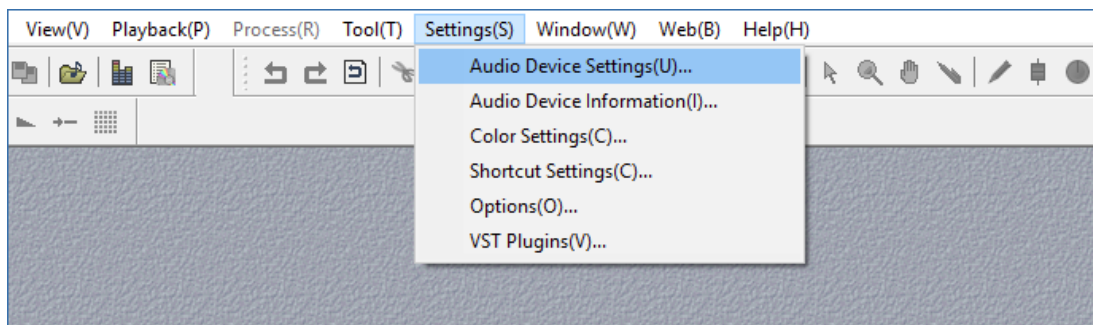 View(V) Playback(P) Process(R) Tool(T) Settings(S) Window(W) Web(B) Help(H)
Audio Device Settings(U)...
Audio Device Information(I)...
Color Settings(C)...
Shortcut Settings(C)...
Options(O)...
VST Plugins(V)...